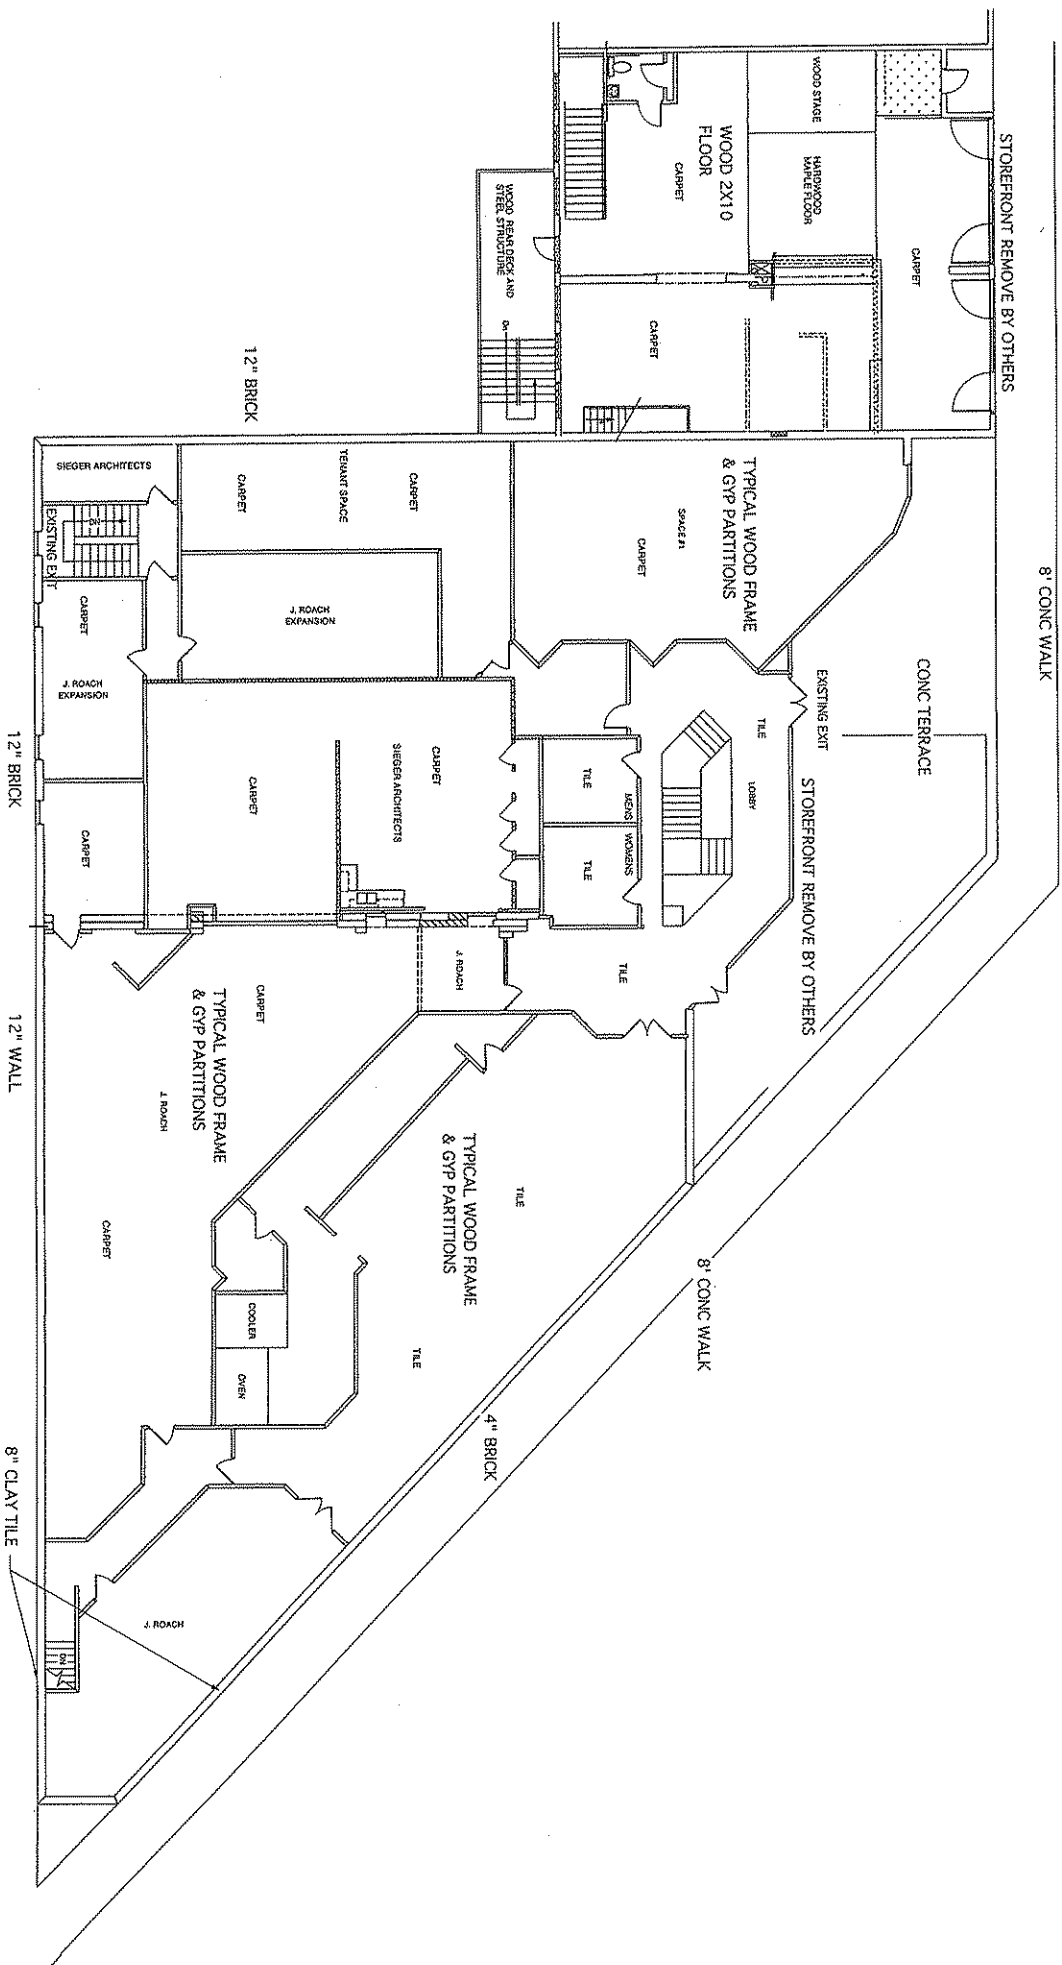 STOREFRONT REMOVE BY OTHERS
8' CONC WALK
WOOD STAGE
HARDWOOD
MAPLE FLOOR
CARPET
WOOD 2X10
FLOOR
CARPET
UP
CARPET
WOOD REAR DECK AND
STEEL STRUCTURE
Dn
12" BRICK
CONC TERRACE
EXISTING EXIT
STOREFRONT REMOVE BY OTHERS
TYPICAL WOOD FRAME
& GYP PARTITIONS
SPACE #1
CARPET
TILE
LOBBY
MENS
WOMENS
TILE
TILE
TILE
CARPET
TENANT SPACE
CARPET
J. ROACH
EXPANSION
SIEGER ARCHITECTS
DN
EXISTING EXIT
CARPET
J. ROACH
EXPANSION
CARPET
SIEGER ARCHITECTS
CARPET
CARPET
12" BRICK
J. ROACH
8' CONC WALK
TYPICAL WOOD FRAME
& GYP PARTITIONS
TILE
TILE
4" BRICK
CARPET
TYPICAL WOOD FRAME
& GYP PARTITIONS
J. ROACH
CARPET
12" WALL
COOLER
OVEN
J. ROACH
DN
8" CLAY TILE